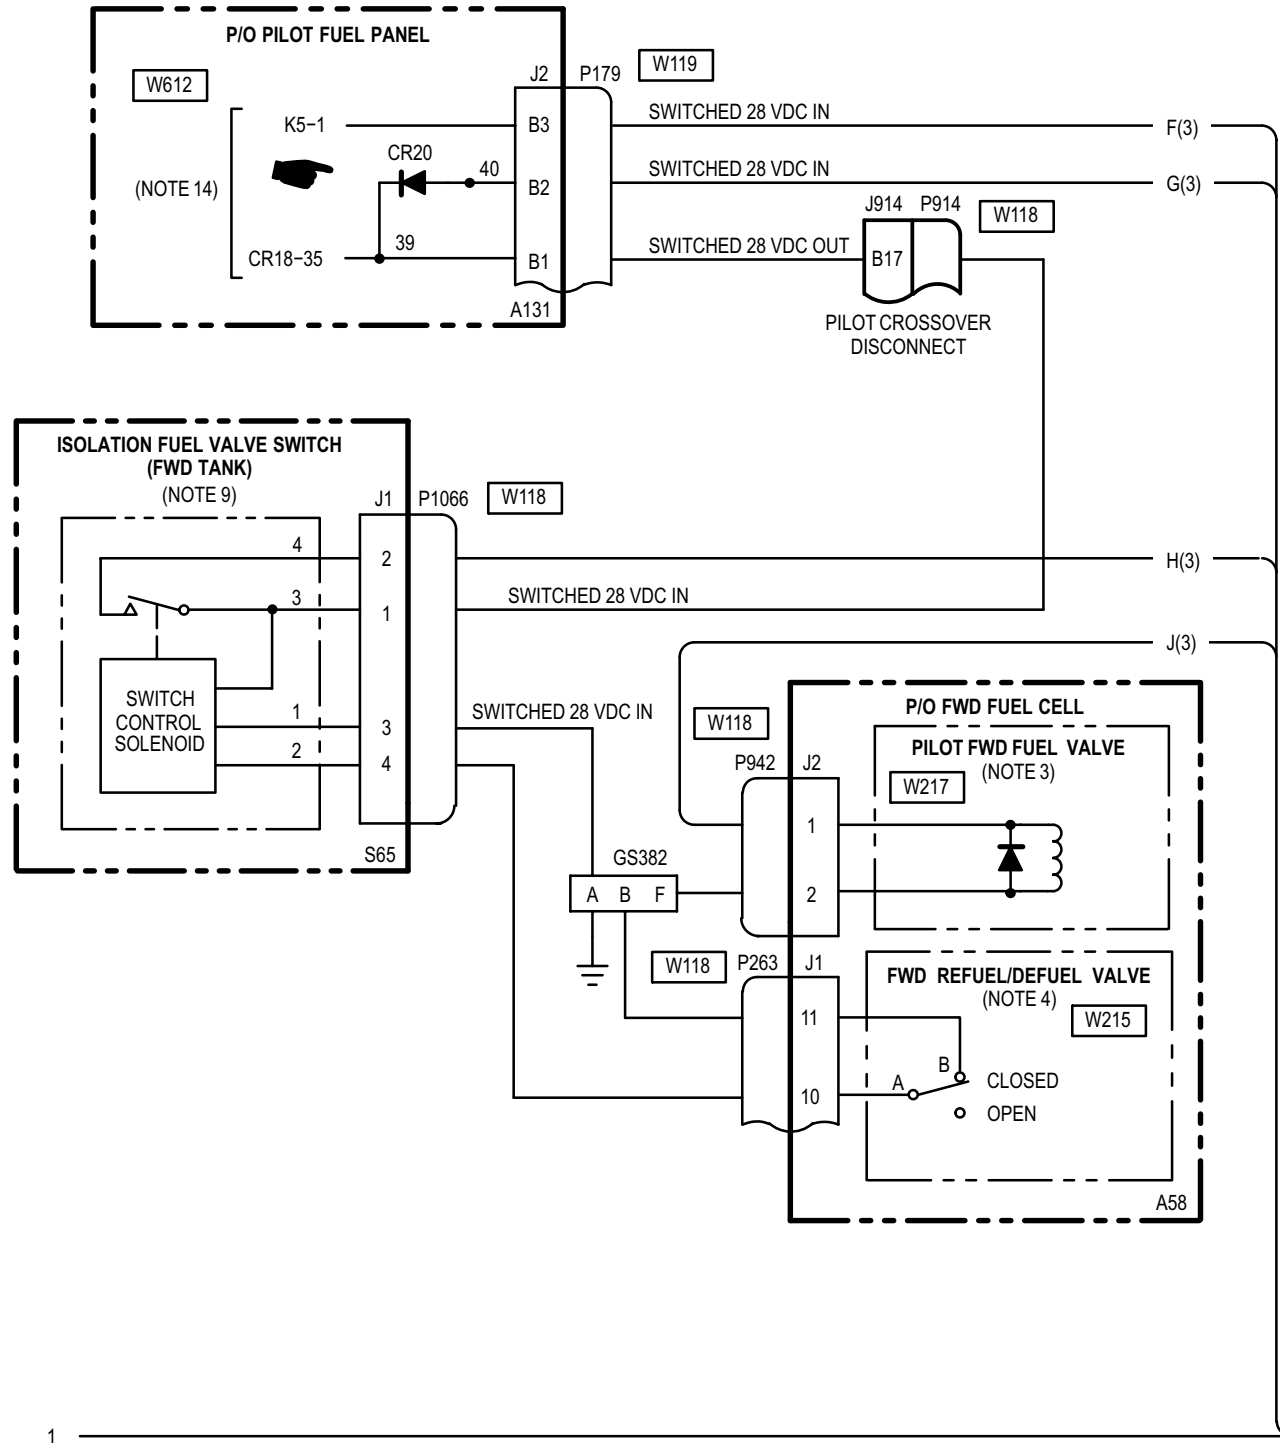 P/O PILOT FUEL PANEL
W612
J2 P179
W119
K5−1
B3
SWITCHED 28 VDC IN
F(3)
CR20
40
B2
SWITCHED 28 VDC IN
G(3)
(NOTE 14)
J914 P914
W118
CR18−35
39
B1
SWITCHED 28 VDC OUT
B17
A131
PILOT CROSSOVER
DISCONNECT
ISOLATION FUEL VALVE SWITCH
(FWD TANK)
(NOTE 9)
J1 P1066
W118
4
2
H(3)
3
1
SWITCHED 28 VDC IN
J(3)
SWITCH
CONTROL
SOLENOID
1
3
SWITCHED 28 VDC IN
2
4
S65
W118
P/O FWD FUEL CELL
PILOT FWD FUEL VALVE
(NOTE 3)
P942 J2
W217
1
GS382
A B F
2
W118
P263 J1
FWD REFUEL/DEFUEL VALVE
(NOTE 4)
W215
11
B
CLOSED
A
10
OPEN
A58
1